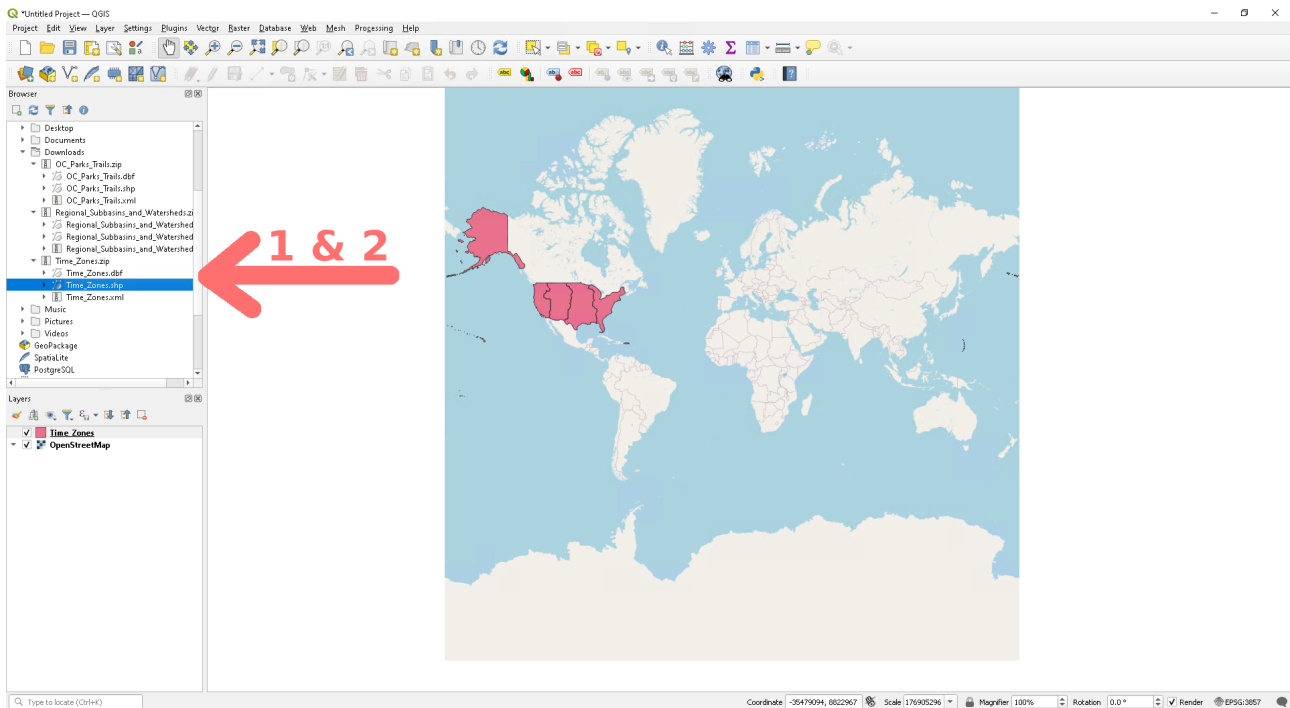 *Untitled Project — QGIS
Project Edit View Layer Settings Plugins Vector Raster Database Web Mesh Processing Help
Browser
Desktop
Documents
Downloads
OC_Parks_Trails.zip
OC_Parks_Trails.dbf
OC_Parks_Trails.shp
OC_Parks_Trails.xml
Regional_Subbasins_and_Watersheds.zi
Regional_Subbasins_and_Watershed
Regional_Subbasins_and_Watershed
Regional_Subbasins_and_Watershed
Time_Zones.zip
Time_Zones.dbf
Time_Zones.shp
Time_Zones.xml
Music
Pictures
Videos
GeoPackage
SpatiaLite
PostgreSQL
1 & 2
Layers
Time Zones
OpenStreetMap
Type to locate (Ctrl+K)
Coordinate -35479094, 8822967 Scale 176905296 Magnifier 100% Rotation 0.0 ° Render EPSG:3857